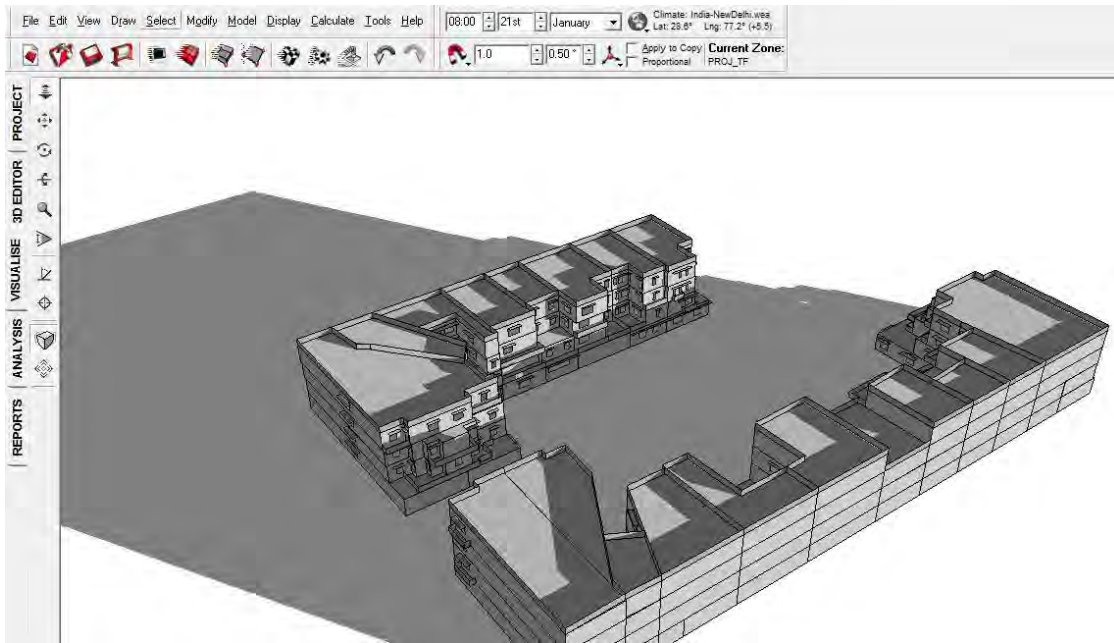 File Edit View Draw Select Modify Model Display Calculate Tools Help
08:00 21st January
Climate: India-NewDelhi.wea
Lat: 28.6° Lng: 77.2° (+5.5)
1.0 0.50 °
Apply to Copy
Proportional
Current Zone:
PROJ_TF
PROJECT
3D EDITOR
VISUALISE
ANALYSIS
REPORTS